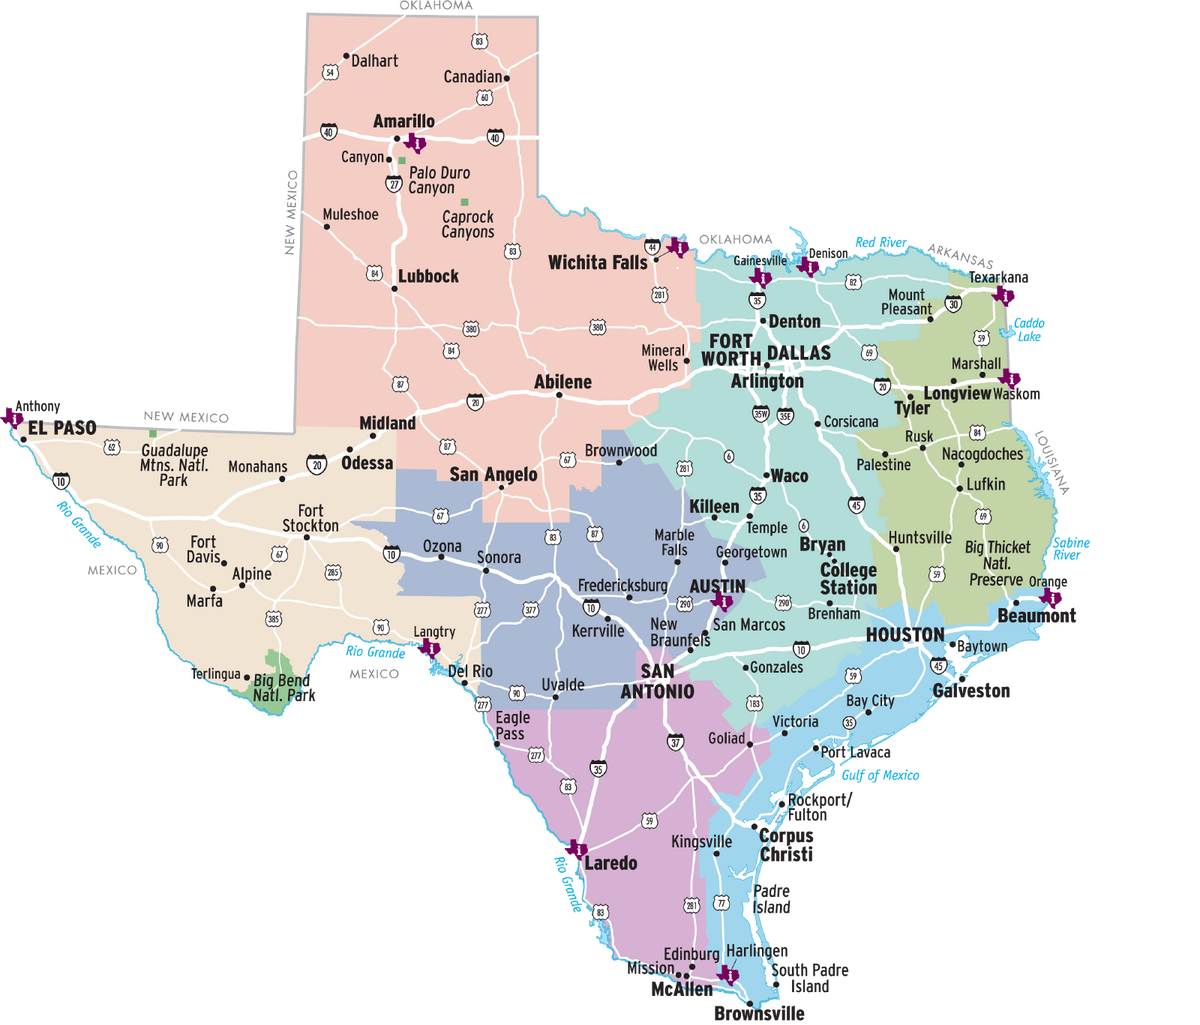 OKLAHOMA
83
Dalhart
54
Canadian
60
Amarillo
40
40
Canyon
Palo Duro
Canyon
27
NEW MEXICO
Caprock
Canyons
Muleshoe
83
84
Lubbock
44
Wichita Falls
281
OKLAHOMA
Red River
Denison
Gainesville
ARKANSAS
Texarkana
82
35
Mount
Pleasant
30
Caddo
Lake
380
380
Denton
84
Mineral
Wells
FORT
WORTH
DALLAS
Arlington
69
59
Marshall
87
Abilene
20
20
Longview
Waskom
Tyler
Anthony
EL PASO
NEW MEXICO
62
Guadalupe
Mtns. Natl.
Park
Midland
Odessa
Monahans
20
10
35W
35E
Corsicana
87
San Angelo
67
Brownwood
281
6
Rusk
84
Palestine
Nacogdoches
Lufkin
LOUISIANA
Waco
Rio Grande
Fort
Stockton
67
83
87
Killeen
35
Temple
6
45
69
90
Fort
Davis
67
285
Alpine
Marfa
MEXICO
10
Ozona
Sonora
Marble
Falls
Georgetown
Bryan
College
Station
Huntsville
59
Big Thicket
Natl.
Preserve
Sabine
River
Orange
Beaumont
Fredericksburg
AUSTIN
290
290
Brenham
385
90
277
377
10
Kerrville
New
Braunfels
San Marcos
HOUSTON
Baytown
Langtry
Rio Grande
MEXICO
10
45
Terlingua
Big Bend
Natl. Park
Del Rio
90
Uvalde
SAN
ANTONIO
Gonzales
59
Galveston
277
183
Bay City
35
Eagle
Pass
Victoria
Goliad
37
277
35
Port Lavaca
Gulf of Mexico
83
Rockport/
Fulton
59
Kingsville
Corpus
Christi
Laredo
Rio Grande
Padre
Island
83
281
77
Edinburg
Harlingen
Mission
McAllen
South Padre
Island
Brownsville